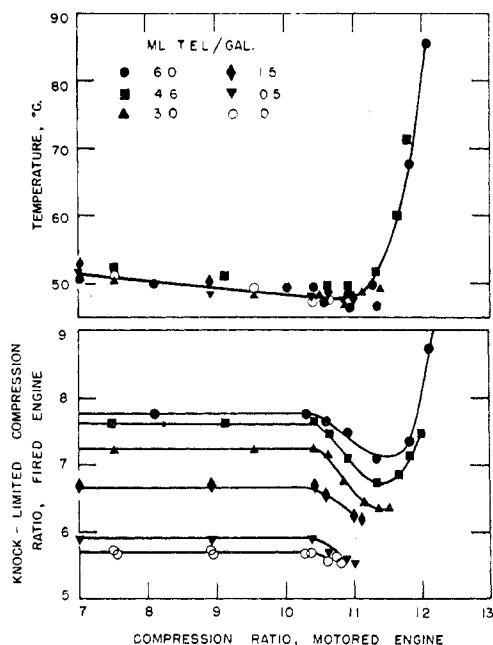 90
80
70
60
50
TEMPERATURE, °C.
ML TEL/GAL.
6.0 1.5
4.6 0.5
3.0 0
9
8
7
6
5
KNOCK-LIMITED COMPRESSION
RATIO, FIRED ENGINE
7 8 9 10 11 12
COMPRESSION RATIO, MOTORED ENGINE